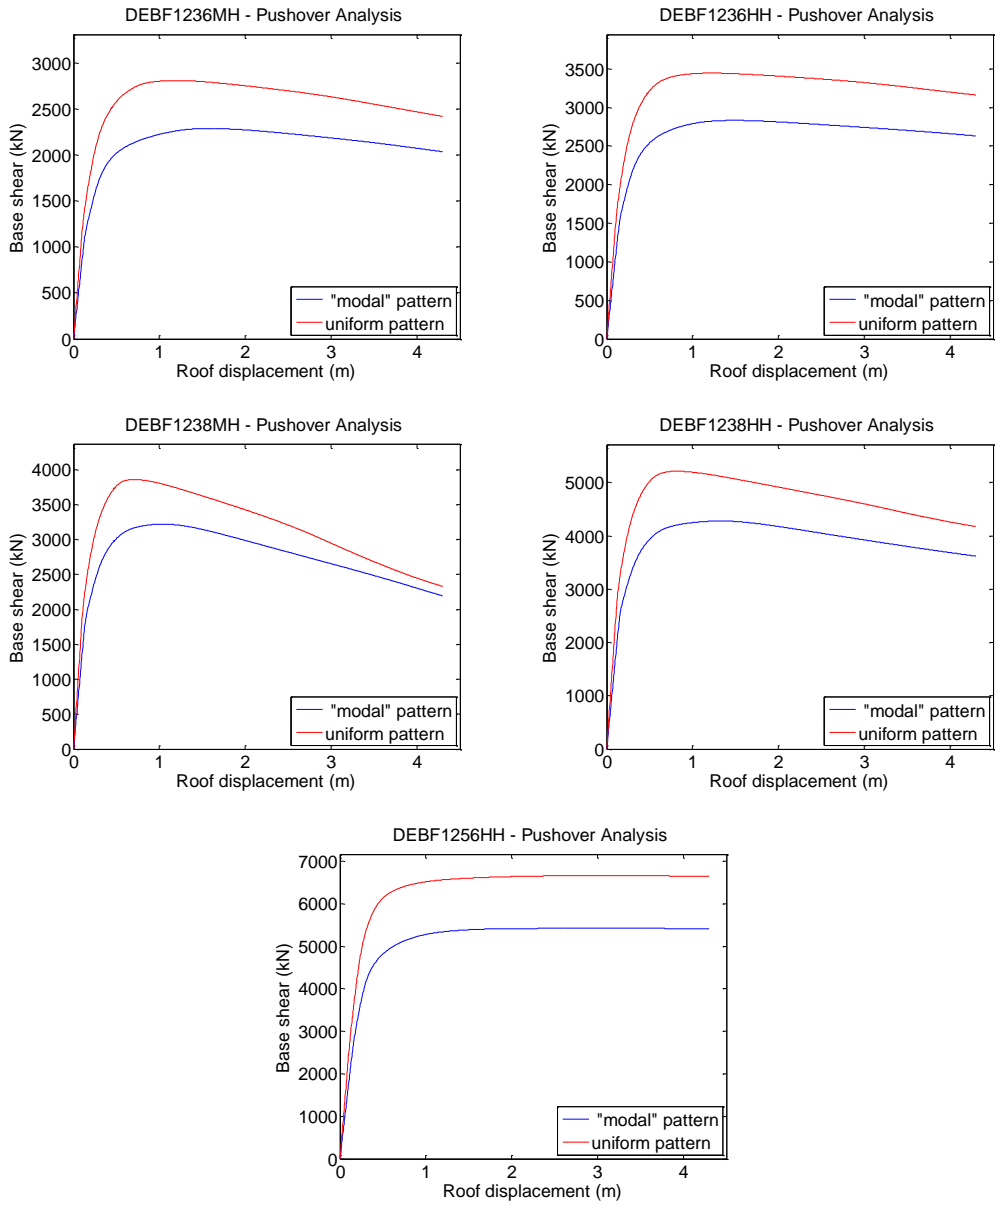 DEBF1236MH - Pushover Analysis
3000
2500
2000
1500
1000
500
0
Base shear (kN)
"modal" pattern
uniform pattern
0 1 2 3 4
Roof displacement (m)
DEBF1236HH - Pushover Analysis
3500
3000
2500
2000
1500
1000
500
0
Base shear (kN)
"modal" pattern
uniform pattern
0 1 2 3 4
Roof displacement (m)
DEBF1238MH - Pushover Analysis
4000
3500
3000
2500
2000
1500
1000
500
0
Base shear (kN)
"modal" pattern
uniform pattern
0 1 2 3 4
Roof displacement (m)
DEBF1238HH - Pushover Analysis
5000
4000
3000
2000
1000
0
Base shear (kN)
"modal" pattern
uniform pattern
0 1 2 3 4
Roof displacement (m)
DEBF1256HH - Pushover Analysis
7000
6000
5000
4000
3000
2000
1000
0
Base shear (kN)
"modal" pattern
uniform pattern
0 1 2 3 4
Roof displacement (m)